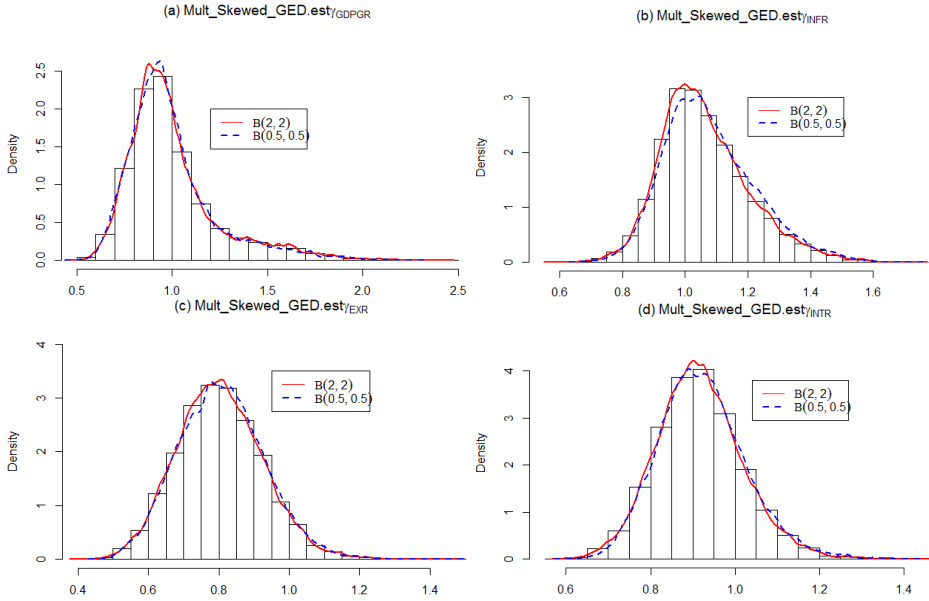 (a) Mult_Skewed_GED.estγGDPGR
Density
0.0 0.5 1.0 1.5 2.0 2.5
B(2, 2)
B(0.5, 0.5)
0.5 1.0 1.5 2.0 2.5
(b) Mult_Skewed_GED.estγINFR
Density
0 1 2 3
B(2, 2)
B(0.5, 0.5)
0.6 0.8 1.0 1.2 1.4 1.6
(c) Mult_Skewed_GED.estγEXR
Density
0 1 2 3 4
B(2, 2)
B(0.5, 0.5)
0.4 0.6 0.8 1.0 1.2 1.4
(d) Mult_Skewed_GED.estγINTR
Density
0 1 2 3 4
B(2, 2)
B(0.5, 0.5)
0.6 0.8 1.0 1.2 1.4